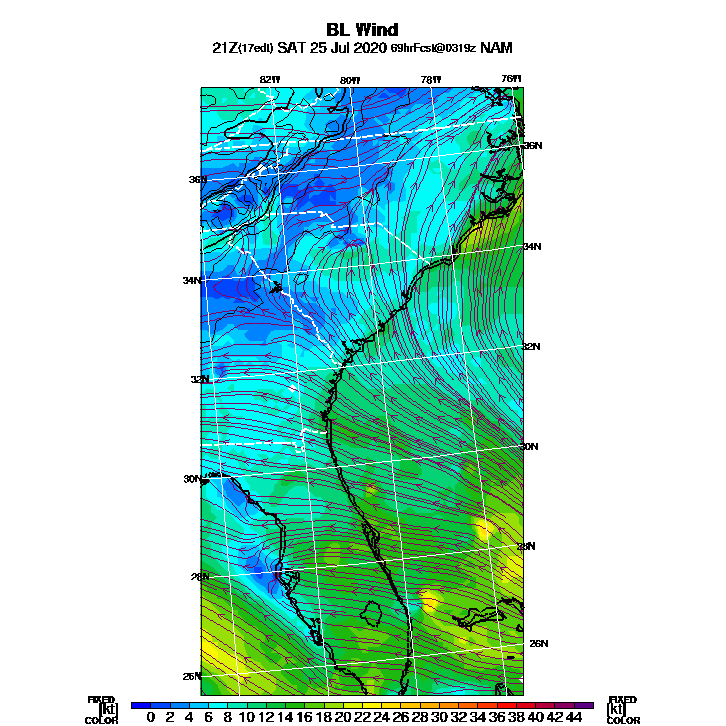 BL Wind
21Z(17edt) SAT 25 Jul 2020 69hrFcst@0319z NAM
82W 80W 78W 76W
36N
36N
34N
34N
32N
32N
30N
30N
28N
28N
26N
26N
FIXED [kt] COLOR
0 2 4 6 8 10 12 14 16 18 20 22 24 26 28 30 32 34 36 38 40 42 44
FIXED [kt] COLOR